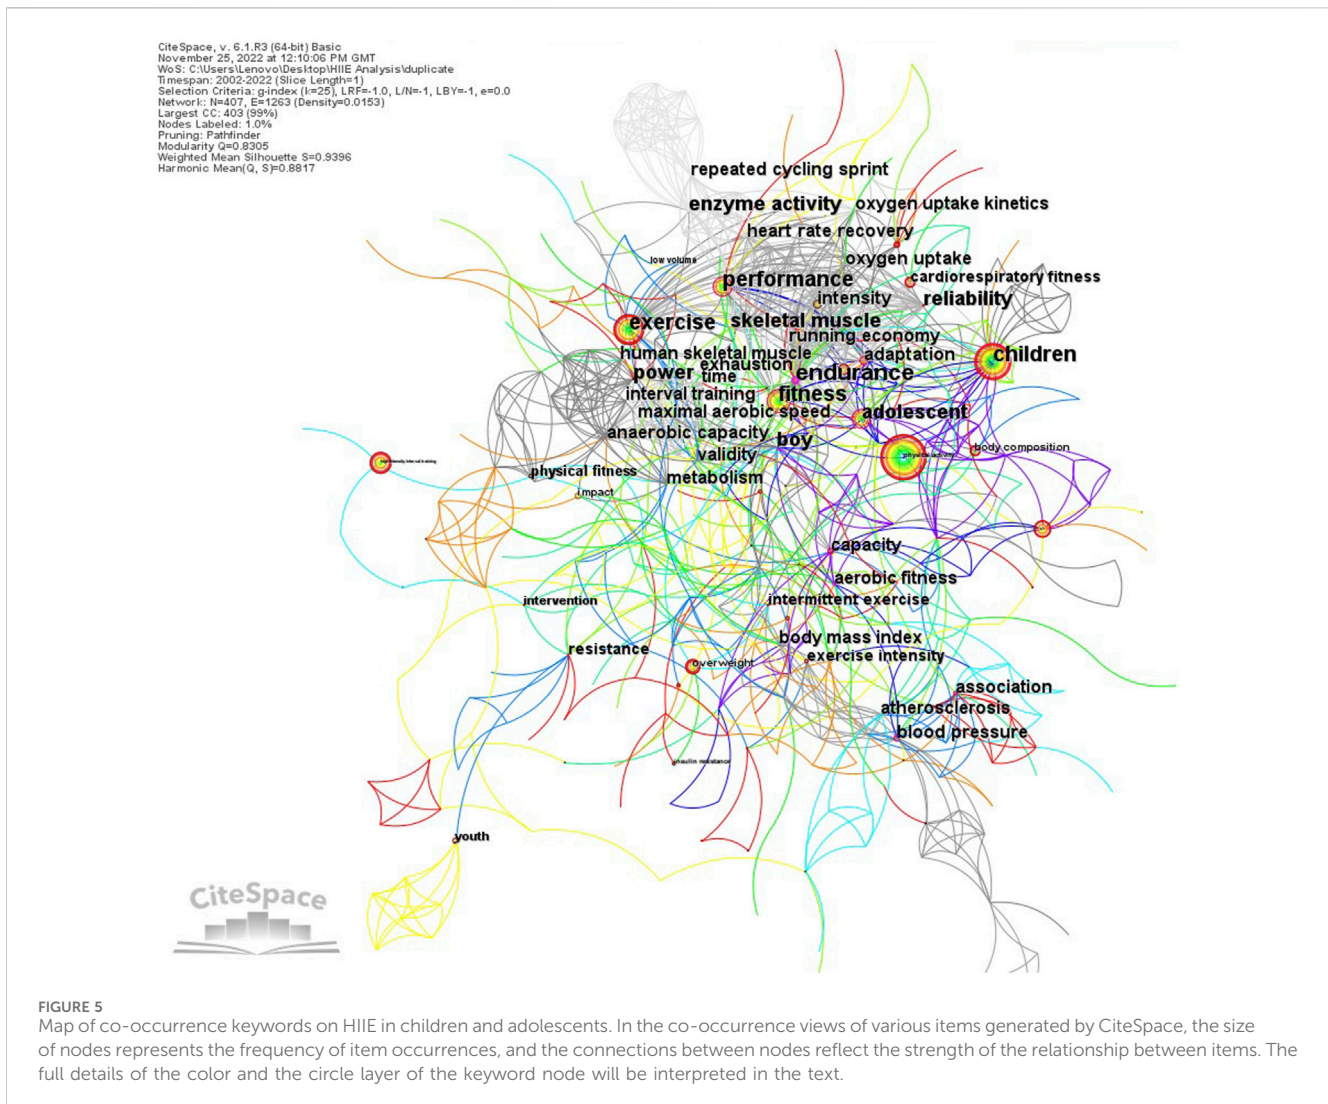 CiteSpace, v. 6.1.R3 (64-bit) Basic
November 25, 2022 at 12:10:06 PM GMT
WoS: C:\Users\Lenovo\Desktop\HIIE Analysis\duplicate
Timespan: 2002-2022 (Slice Length=1)
Selection Criteria: g-index (k=25), LRF=-1.0, L/N=-1, LBY=-1, e=0.0
Network: N=407, E=1263 (Density=0.0153)
Largest CC: 403 (99%)
Nodes Labeled: 1.0%
Pruning: Pathfinder
Modularity Q=0.8305
Weighted Mean Silhouette S=0.9396
Harmonic Mean(Q, S)=0.8817
repeated cycling sprint
enzyme activity
oxygen uptake kinetics
heart rate recovery
low volume
oxygen uptake
performance
cardiorespiratory fitness
intensity
reliability
exercise
skeletal muscle
running economy
human skeletal muscle
adaptation
children
exhaustion
power
time
endurance
interval training
fitness
maximal aerobic speed
adolescent
anaerobic capacity
boy
body composition
validity
physical activity
high-intensity interval training
physical fitness
metabolism
impact
capacity
aerobic fitness
intervention
intermittent exercise
body mass index
resistance
exercise intensity
overweight
association
atherosclerosis
blood pressure
insulin resistance
youth
CiteSpace
FIGURE 5
Map of co-occurrence keywords on HIIE in children and adolescents. In the co-occurrence views of various items generated by CiteSpace, the size
of nodes represents the frequency of item occurrences, and the connections between nodes reflect the strength of the relationship between items. The
full details of the color and the circle layer of the keyword node will be interpreted in the text.